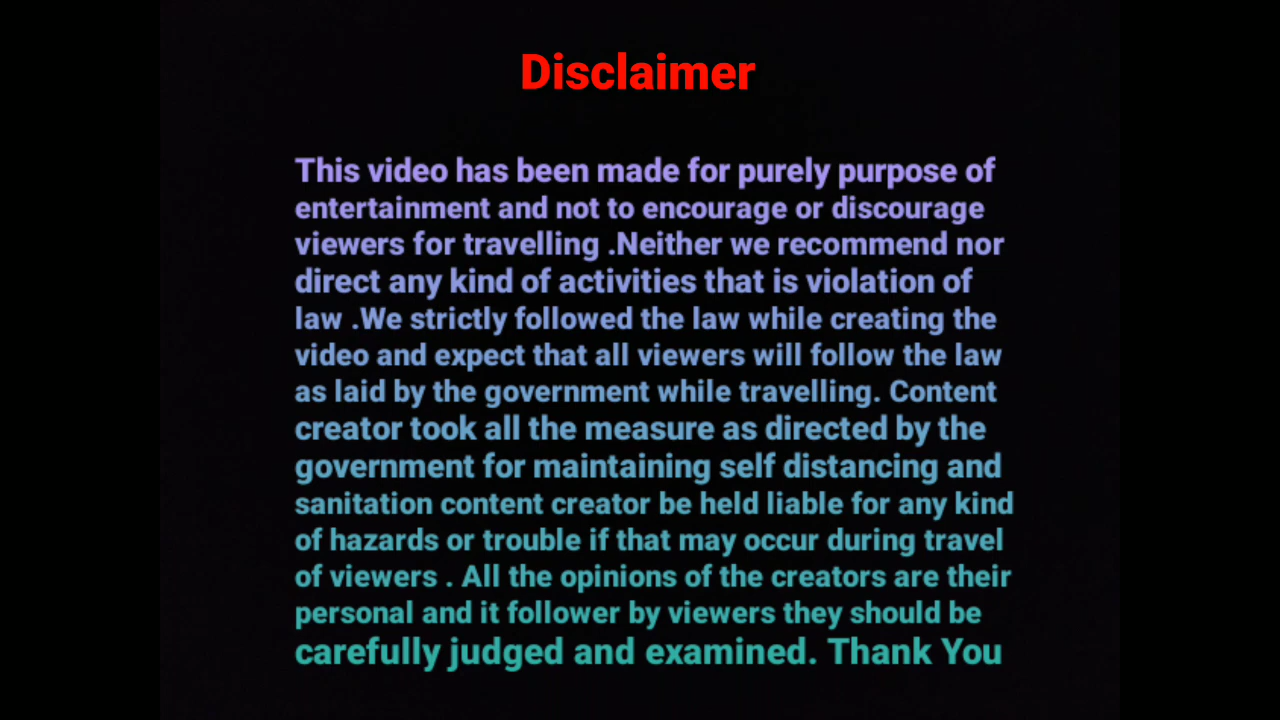 Disclaimer
This video has been made for purely purpose of
entertainment and not to encourage or discourage
viewers for travelling .Neither we recommend nor
direct any kind of activities that is violation of
law .We strictly followed the law while creating the
video and expect that all viewers will follow the law
as laid by the government while travelling. Content
creator took all the measure as directed by the
government for maintaining self distancing and
sanitation content creator be held liable for any kind
of hazards or trouble if that may occur during travel
of viewers . All the opinions of the creators are their
personal and it follower by viewers they should be
carefully judged and examined. Thank You